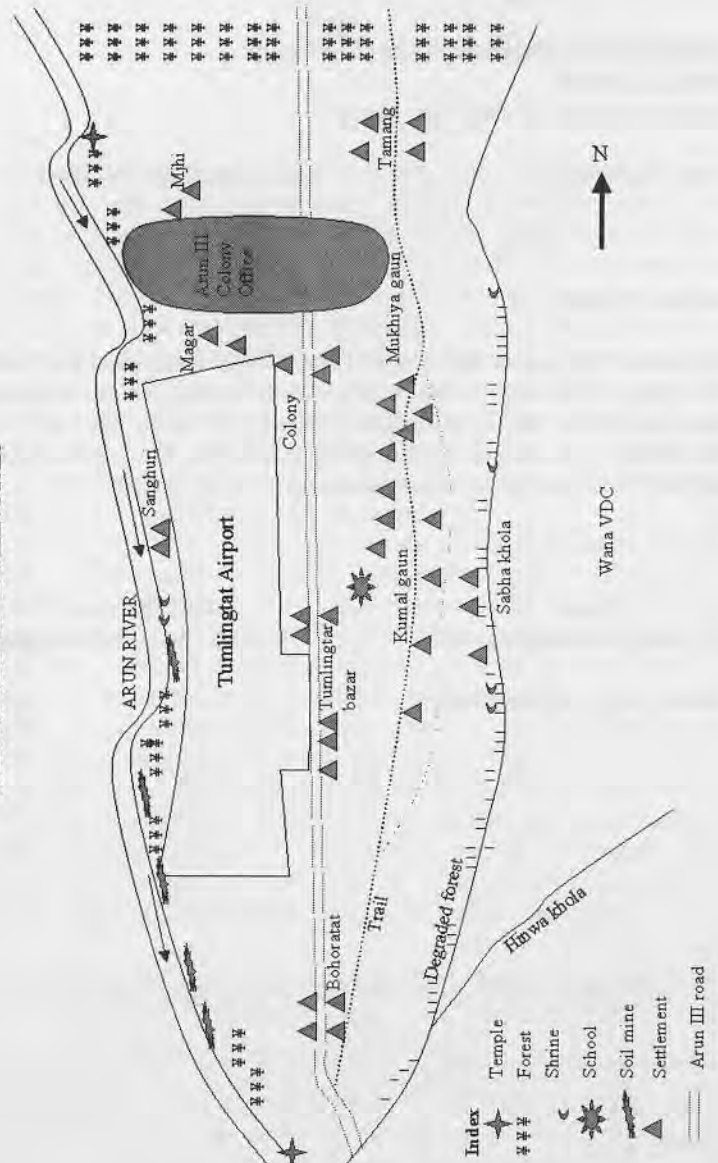 ARUN RIVER
Sanghuri
Tumlingtat Airport
Magar
Mjhi
Arun III
Colony
Office
Colony
Tumlingtar
bazar
Bohoratat
Tamang
Mukhiya gaun
Kumal gaun
Trail
Sabha khola
Degraded forest
Hinwa khola
Wana VDC
N
Index
Temple
Forest
Shrine
School
Soil mine
Settlement
Arun III road